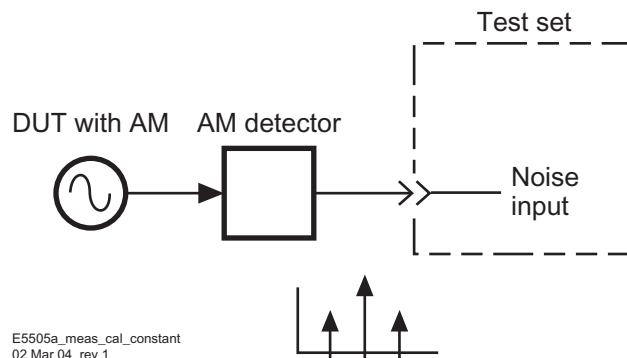 Test set
DUT with AM AM detector
Noise
input
E5505a_meas_cal_constant
02 Mar 04 rev 1